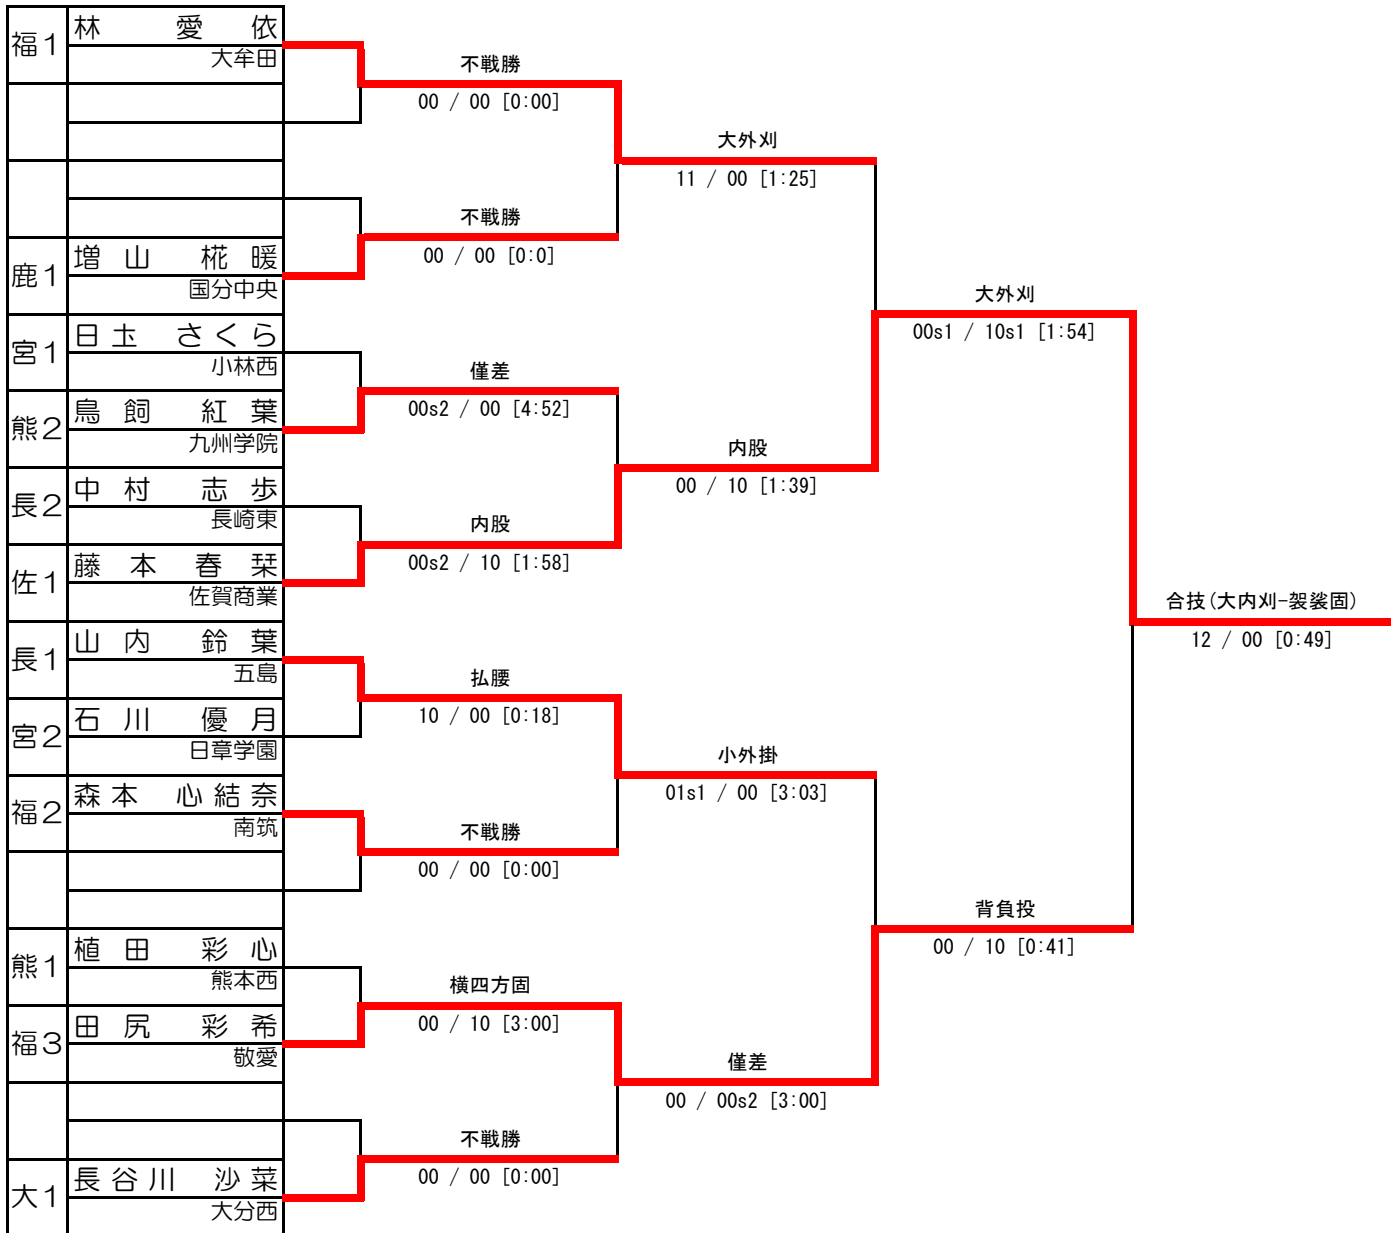 福1
林　愛依
大牟田
不戦勝
00 / 00 [0:00]
大外刈
11 / 00 [1:25]
不戦勝
00 / 00 [0:0]
鹿1
増山　椛暖
国分中央
大外刈
00s1 / 10s1 [1:54]
宮1
日圡　さくら
小林西
僅差
00s2 / 00 [4:52]
熊2
鳥飼　紅葉
九州学院
内股
00 / 10 [1:39]
長2
中村　志歩
長崎東
内股
00s2 / 10 [1:58]
佐1
藤本　春栞
佐賀商業
合技(大内刈-袈裟固)
12 / 00 [0:49]
長1
山内　鈴葉
五島
払腰
10 / 00 [0:18]
宮2
石川　優月
日章学園
小外掛
01s1 / 00 [3:03]
福2
森本　心結奈
南筑
不戦勝
00 / 00 [0:00]
背負投
00 / 10 [0:41]
熊1
植田　彩心
熊本西
横四方固
00 / 10 [3:00]
福3
田尻　彩希
敬愛
僅差
00 / 00s2 [3:00]
不戦勝
00 / 00 [0:00]
大1
長谷川　沙菜
大分西